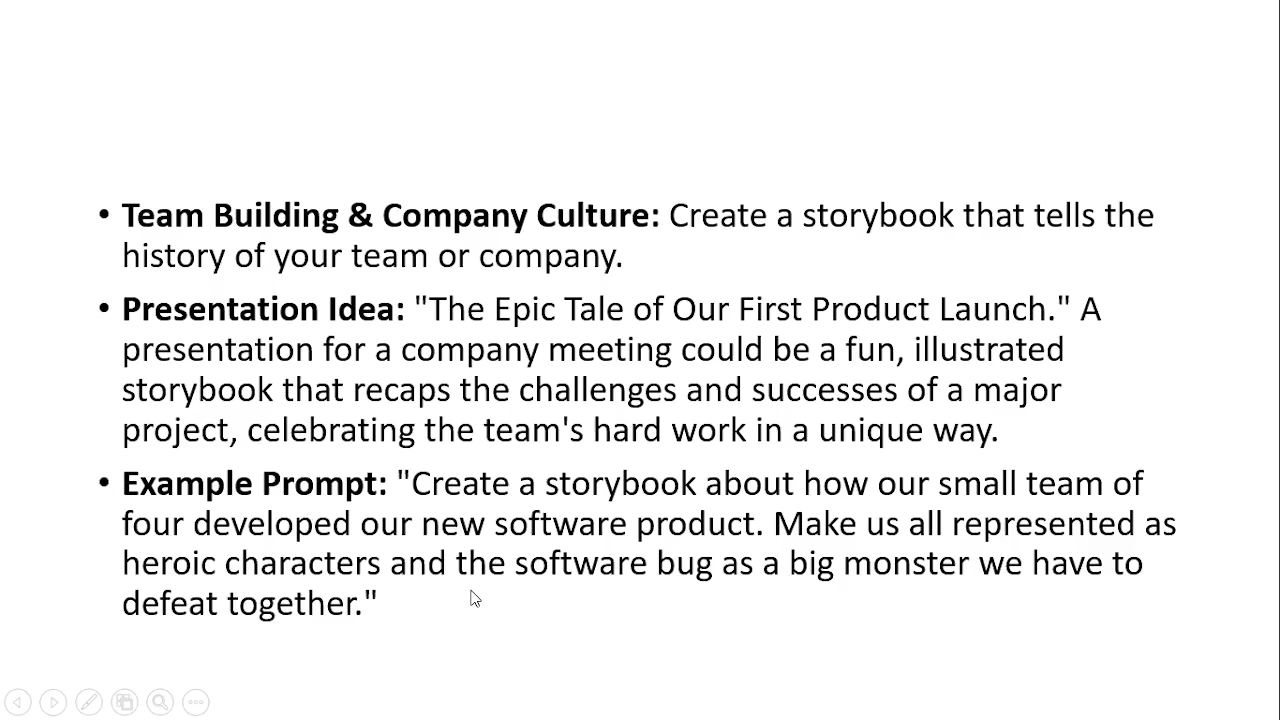 • Team Building & Company Culture: Create a storybook that tells the
history of your team or company.
• Presentation Idea: "The Epic Tale of Our First Product Launch." A
presentation for a company meeting could be a fun, illustrated
storybook that recaps the challenges and successes of a major
project, celebrating the team's hard work in a unique way.
• Example Prompt: "Create a storybook about how our small team of
four developed our new software product. Make us all represented as
heroic characters and the software bug as a big monster we have to
defeat together."